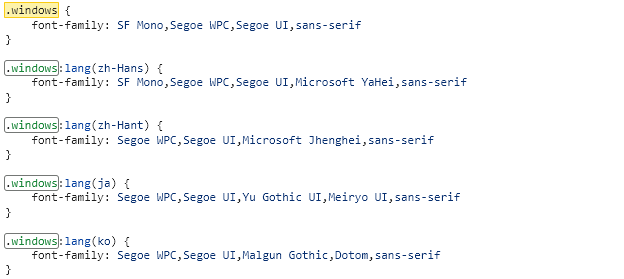 .windows {
font-family: SF Mono,Segoe WPC,Segoe UI,sans-serif
}
.windows:lang(zh-Hans) {
font-family: SF Mono,Segoe WPC,Segoe UI,Microsoft YaHei,sans-serif
}
.windows:lang(zh-Hant) {
font-family: Segoe WPC,Segoe UI,Microsoft Jhenghei,sans-serif
}
.windows:lang(ja) {
font-family: Segoe WPC,Segoe UI,Yu Gothic UI,Meiryo UI,sans-serif
}
.windows:lang(ko) {
font-family: Segoe WPC,Segoe UI,Malgun Gothic,Dotom,sans-serif
}